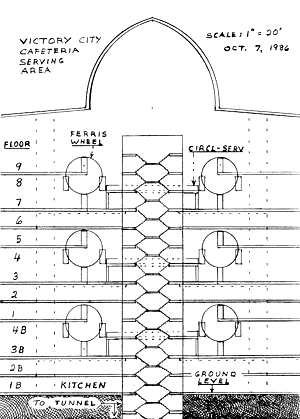 VICTORY CITY
CAFETERIA
SERVING
AREA
SCALE: 1" = 20'
OCT. 7, 1986
FLOOR
FERRIS
WHEEL
CIRCL-SERV
9
8
7
6
5
4
3
2
1
4B
3B
2B
1B KITCHEN
GROUND
LEVEL
TO TUNNEL